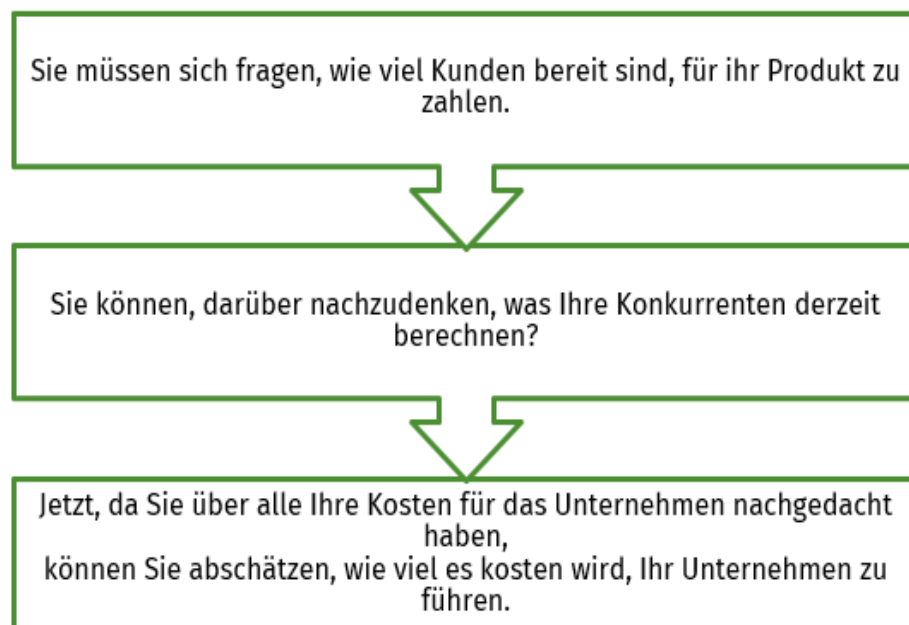 Sie müssen sich fragen, wie viel Kunden bereit sind, für ihr Produkt zu
zahlen.
Sie können, darüber nachzudenken, was Ihre Konkurrenten derzeit
berechnen?
Jetzt, da Sie über alle Ihre Kosten für das Unternehmen nachgedacht
haben,
können Sie abschätzen, wie viel es kosten wird, Ihr Unternehmen zu
führen.